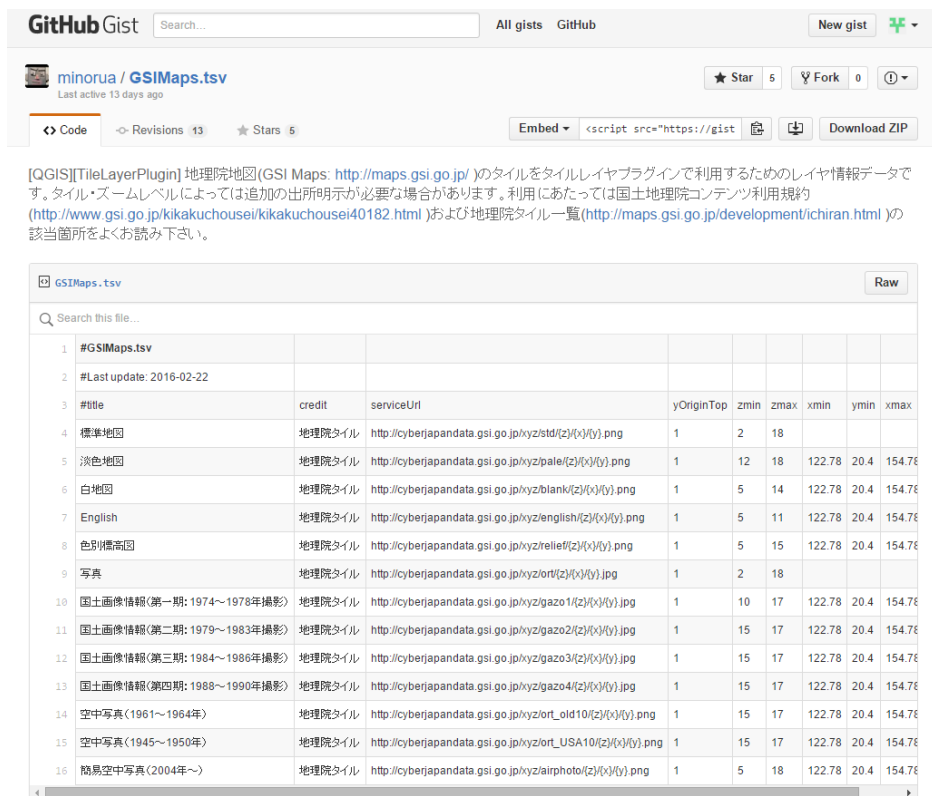 GitHub Gist Search... All gists GitHub New gist
minorua / GSIMaps.tsv Star 5 Fork 0
Last active 13 days ago
Code Revisions 13 Stars 5 Embed <script src="https://gist Download ZIP
[QGIS][TileLayerPlugin] 地理院地図(GSI Maps: http://maps.gsi.go.jp/ )のタイルをタイルレイヤプラグインで利用するためのレイヤ情報データで
す。タイル・ズームレベルによっては追加の出所明示が必要な場合があります。利用にあたっては国土地理院コンテンツ利用規約
(http://www.gsi.go.jp/kikakuchousei/kikakuchousei40182.html )および地理院タイル一覧(http://maps.gsi.go.jp/development/ichiran.html )の
該当箇所をよくお読み下さい。
GSIMaps.tsv Raw
Search this file...
1 #GSIMaps.tsv
2 #Last update: 2016-02-22
3 #title credit serviceUrl yOriginTop zmin zmax xmin ymin xmax
4 標準地図 地理院タイル http://cyberjapandata.gsi.go.jp/xyz/std/{z}/{x}/{y}.png 1 2 18
5 淡色地図 地理院タイル http://cyberjapandata.gsi.go.jp/xyz/pale/{z}/{x}/{y}.png 1 12 18 122.78 20.4 154.78
6 白地図 地理院タイル http://cyberjapandata.gsi.go.jp/xyz/blank/{z}/{x}/{y}.png 1 5 14 122.78 20.4 154.78
7 English 地理院タイル http://cyberjapandata.gsi.go.jp/xyz/english/{z}/{x}/{y}.png 1 5 11 122.78 20.4 154.78
8 色別標高図 地理院タイル http://cyberjapandata.gsi.go.jp/xyz/relief/{z}/{x}/{y}.png 1 5 15 122.78 20.4 154.78
9 写真 地理院タイル http://cyberjapandata.gsi.go.jp/xyz/ort/{z}/{x}/{y}.jpg 1 2 18
10 国土画像情報(第一期:1974～1978年撮影) 地理院タイル http://cyberjapandata.gsi.go.jp/xyz/gazo1/{z}/{x}/{y}.jpg 1 10 17 122.78 20.4 154.78
11 国土画像情報(第二期:1979～1983年撮影) 地理院タイル http://cyberjapandata.gsi.go.jp/xyz/gazo2/{z}/{x}/{y}.jpg 1 15 17 122.78 20.4 154.78
12 国土画像情報(第三期:1984～1986年撮影) 地理院タイル http://cyberjapandata.gsi.go.jp/xyz/gazo3/{z}/{x}/{y}.jpg 1 15 17 122.78 20.4 154.78
13 国土画像情報(第四期:1988～1990年撮影) 地理院タイル http://cyberjapandata.gsi.go.jp/xyz/gazo4/{z}/{x}/{y}.jpg 1 15 17 122.78 20.4 154.78
14 空中写真(1961～1964年) 地理院タイル http://cyberjapandata.gsi.go.jp/xyz/ort_old10/{z}/{x}/{y}.png 1 15 17 122.78 20.4 154.78
15 空中写真(1945～1950年) 地理院タイル http://cyberjapandata.gsi.go.jp/xyz/ort_USA10/{z}/{x}/{y}.png 1 15 17 122.78 20.4 154.78
16 簡易空中写真(2004年～) 地理院タイル http://cyberjapandata.gsi.go.jp/xyz/airphoto/{z}/{x}/{y}.png 1 5 18 122.78 20.4 154.78